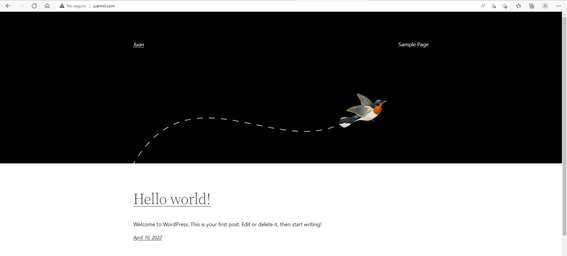 No seguro
juanrol.com
Juan
Sample Page
Hello world!
Welcome to WordPress. This is your first post. Edit or delete it, then start writing!
April 10, 2022